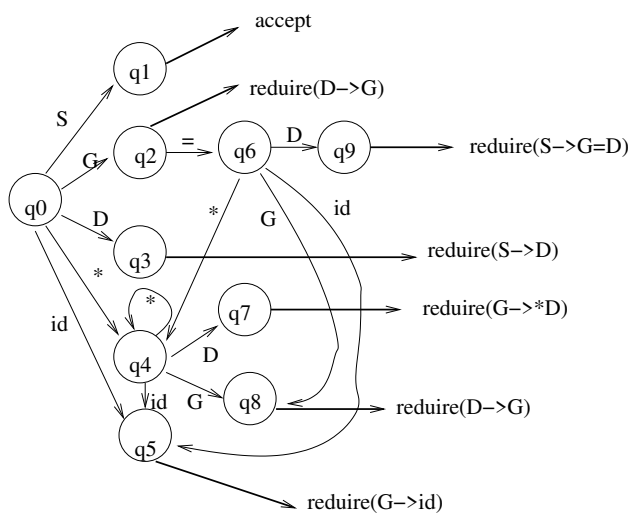 accept
q1
S
reduire(D->G)
G
q2
=
q6
D
q9
reduire(S->G=D)
q0
D
*
G
id
q3
reduire(S->D)
*
*
id
q7
reduire(G->*D)
q4
D
id
G
q8
reduire(D->G)
q5
reduire(G->id)